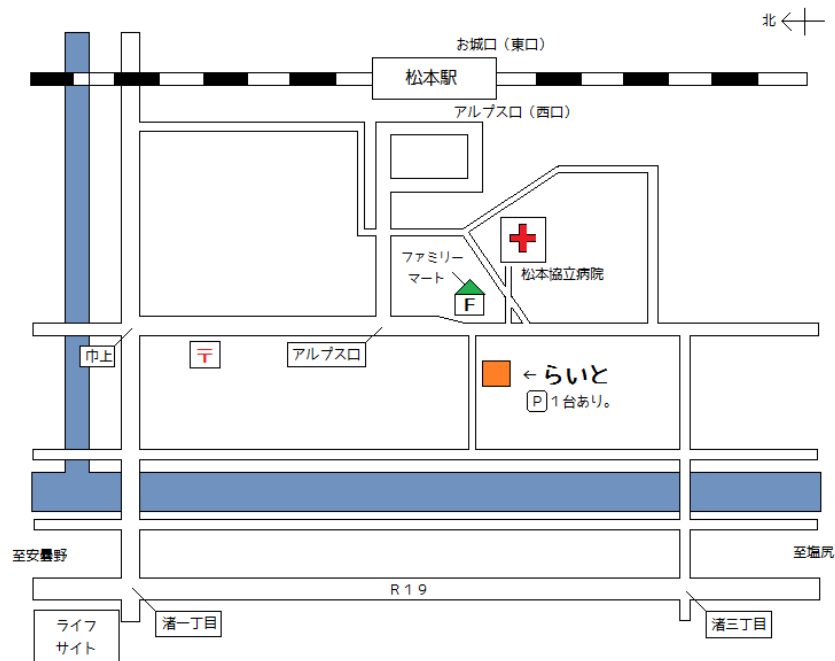 北
お城口（東口）
松本駅
アルプス口（西口）
ファミリー
マート
F
松本協立病院
巾上
〒
アルプス口
←らいと
P１台あり。
至安曇野
至塩尻
R19
渚一丁目
渚三丁目
ライフ
サイト